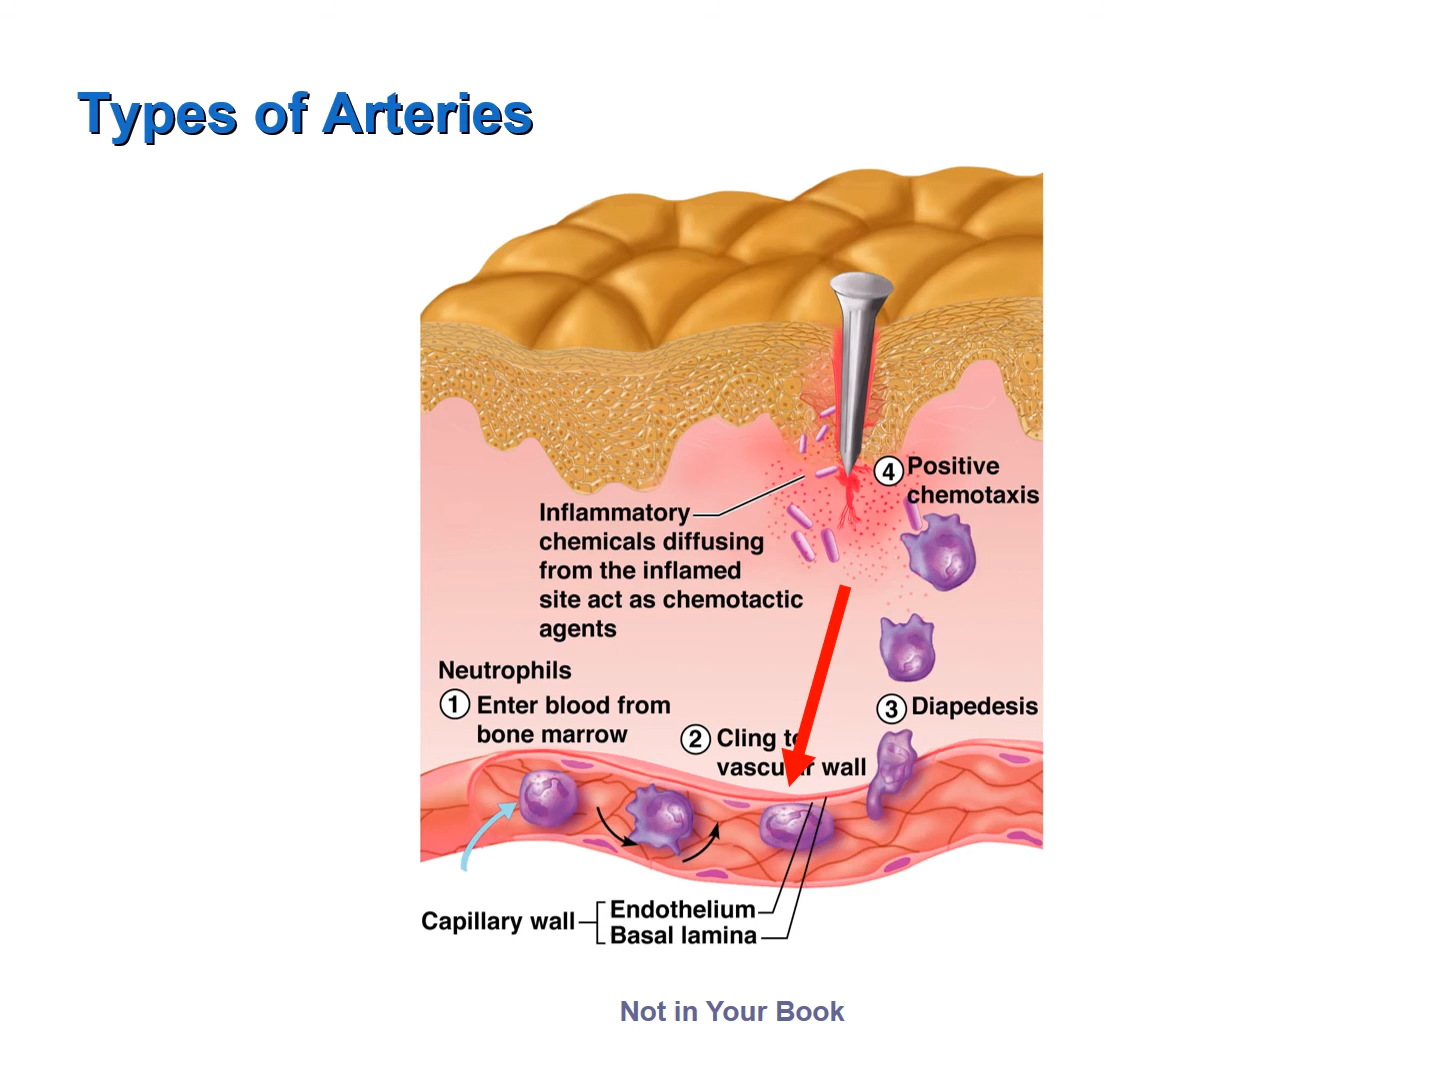 Types of Arteries
4 Positive
chemotaxis
Inflammatory
chemicals diffusing
from the inflamed
site act as chemotactic
agents
Neutrophils
1 Enter blood from
bone marrow
2 Cling to
vascular wall
3 Diapedesis
Capillary wall
Endothelium
Basal lamina
Not in Your Book